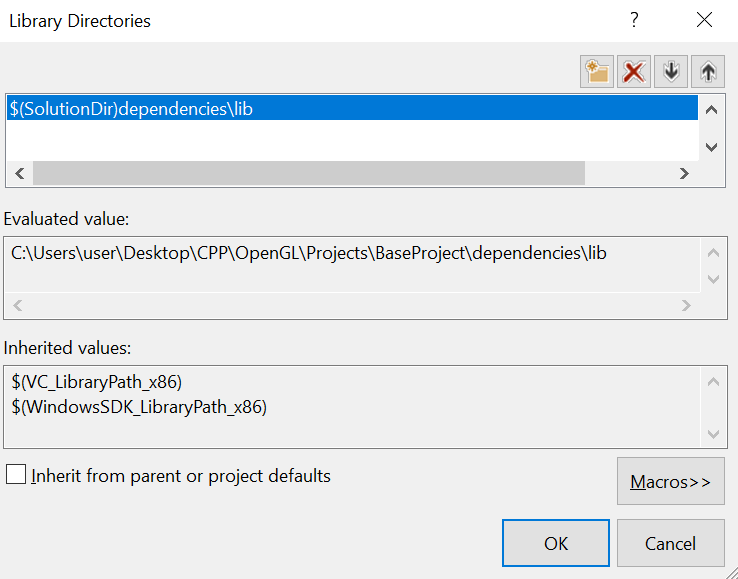 Library Directories
?
$(SolutionDir)dependencies\lib
Evaluated value:
C:\Users\user\Desktop\CPP\OpenGL\Projects\BaseProject\dependencies\lib
Inherited values:
$(VC_LibraryPath_x86)
$(WindowsSDK_LibraryPath_x86)
Inherit from parent or project defaults
Macros>>
OK
Cancel